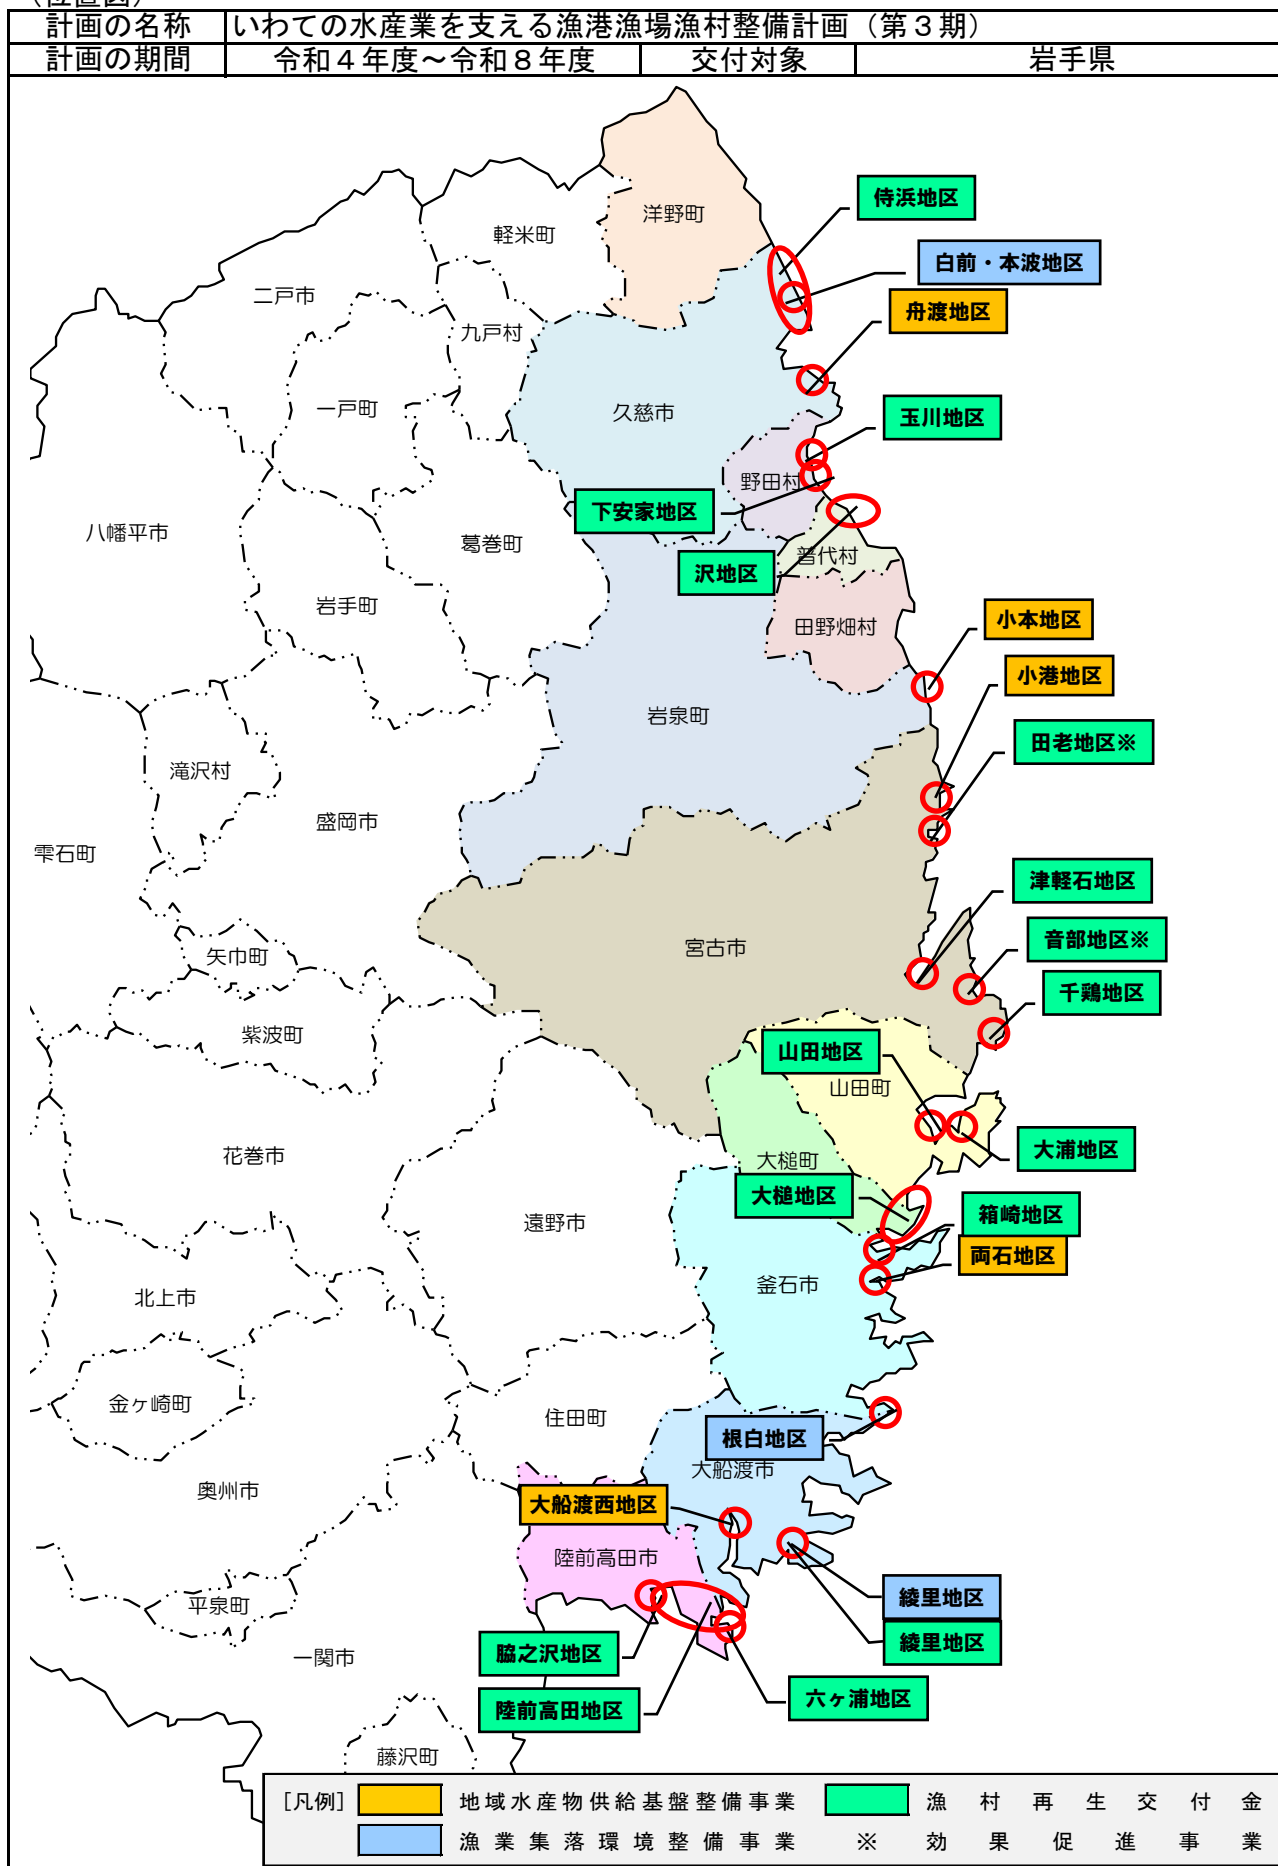 （位置図）
計画の名称 いわての水産業を支える漁港漁場漁村整備計画（第３期）
計画の期間 令和４年度～令和８年度 交付対象 岩手県
侍浜地区
洋野町
軽米町
白前・本波地区
二戸市
舟渡地区
九戸村
一戸町
久慈市
玉川地区
野田村
下安家地区
八幡平市
葛巻町
普代村
沢地区
岩手町
小本地区
田野畑村
小港地区
岩泉町
田老地区※
滝沢村
盛岡市
雫石町
津軽石地区
音部地区※
宮古市
矢巾町
千鶏地区
紫波町
山田地区
山田町
大浦地区
花巻市
大槌町
大槌地区
箱崎地区
遠野市
両石地区
釜石市
北上市
金ヶ崎町
住田町
根白地区
大船渡市
奥州市
大船渡西地区
陸前高田市
綾里地区
平泉町
綾里地区
一関市
脇之沢地区
六ヶ浦地区
陸前高田地区
藤沢町
［凡例］ 地域水産物供給基盤整備事業 漁村再生交付金
漁業集落環境整備事業 ※ 効果促進事業